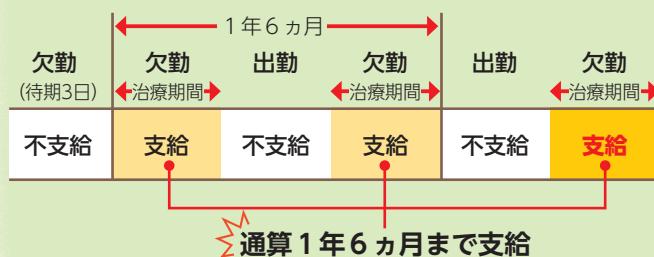 1年6ヵ月
欠勤 欠勤 出勤 欠勤 出勤 欠勤
(待期3日) 治療期間 治療期間 治療期間
不支給 支給 不支給 支給 不支給 支給
通算1年6ヵ月まで支給